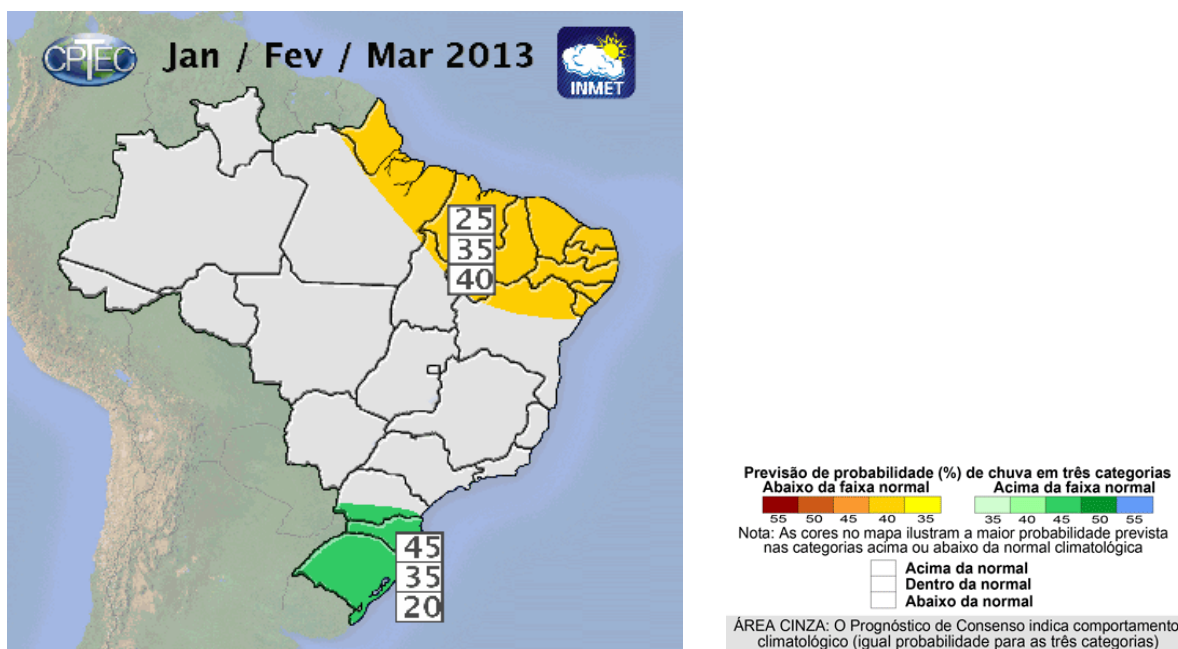 CPTEC
Jan / Fev / Mar 2013
INMET
25
35
40
45
35
20
Previsão de probabilidade (%) de chuva em três categorias
Abaixo da faixa normal Acima da faixa normal
55 50 45 40 35 35 40 45 50 55
Nota: As cores no mapa ilustram a maior probabilidade prevista
nas categorias acima ou abaixo da normal climatológica
Acima da normal
Dentro da normal
Abaixo da normal
ÁREA CINZA: O Prognóstico de Consenso indica comportamento
climatológico (igual probabilidade para as três categorias)